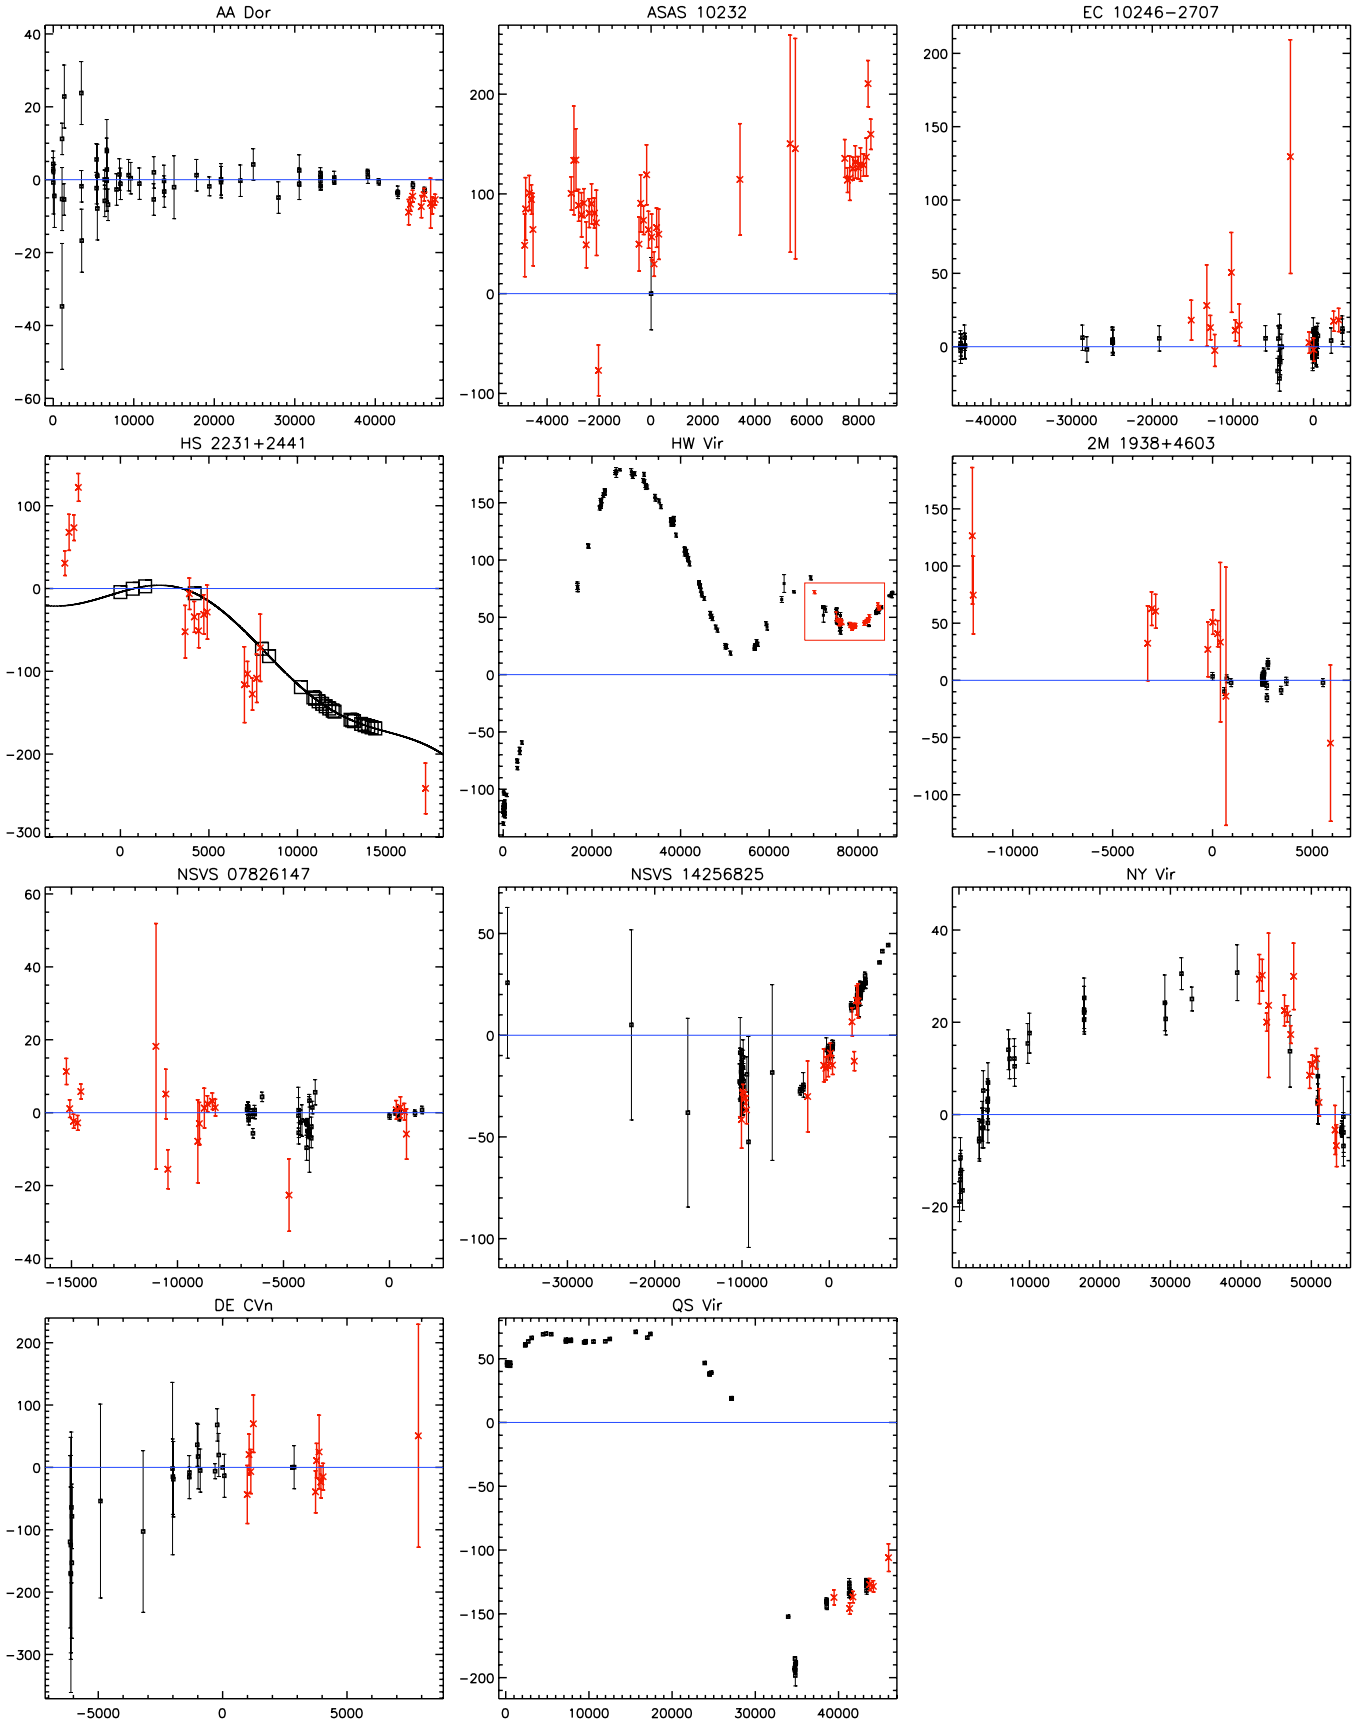 AA Dor
40
20
0
−20
−40
−60
0 10000 20000 30000 40000
ASAS 10232
200
100
0
−100
−4000 −2000 0 2000 4000 6000 8000
EC 10246−2707
200
150
100
50
0
−40000 −30000 −20000 −10000 0
HS 2231+2441
100
0
−100
−200
−300
0 5000 10000 15000
HW Vir
150
100
50
0
−50
−100
0 20000 40000 60000 80000
2M 1938+4603
150
100
50
0
−50
−100
−10000 −5000 0 5000
NSVS 07826147
60
40
20
0
−20
−40
−15000 −10000 −5000 0
NSVS 14256825
50
0
−50
−100
−30000 −20000 −10000 0
NY Vir
40
20
0
−20
0 10000 20000 30000 40000 50000
DE CVn
200
100
0
−100
−200
−300
−5000 0 5000
QS Vir
50
0
−50
−100
−150
−200
0 10000 20000 30000 40000